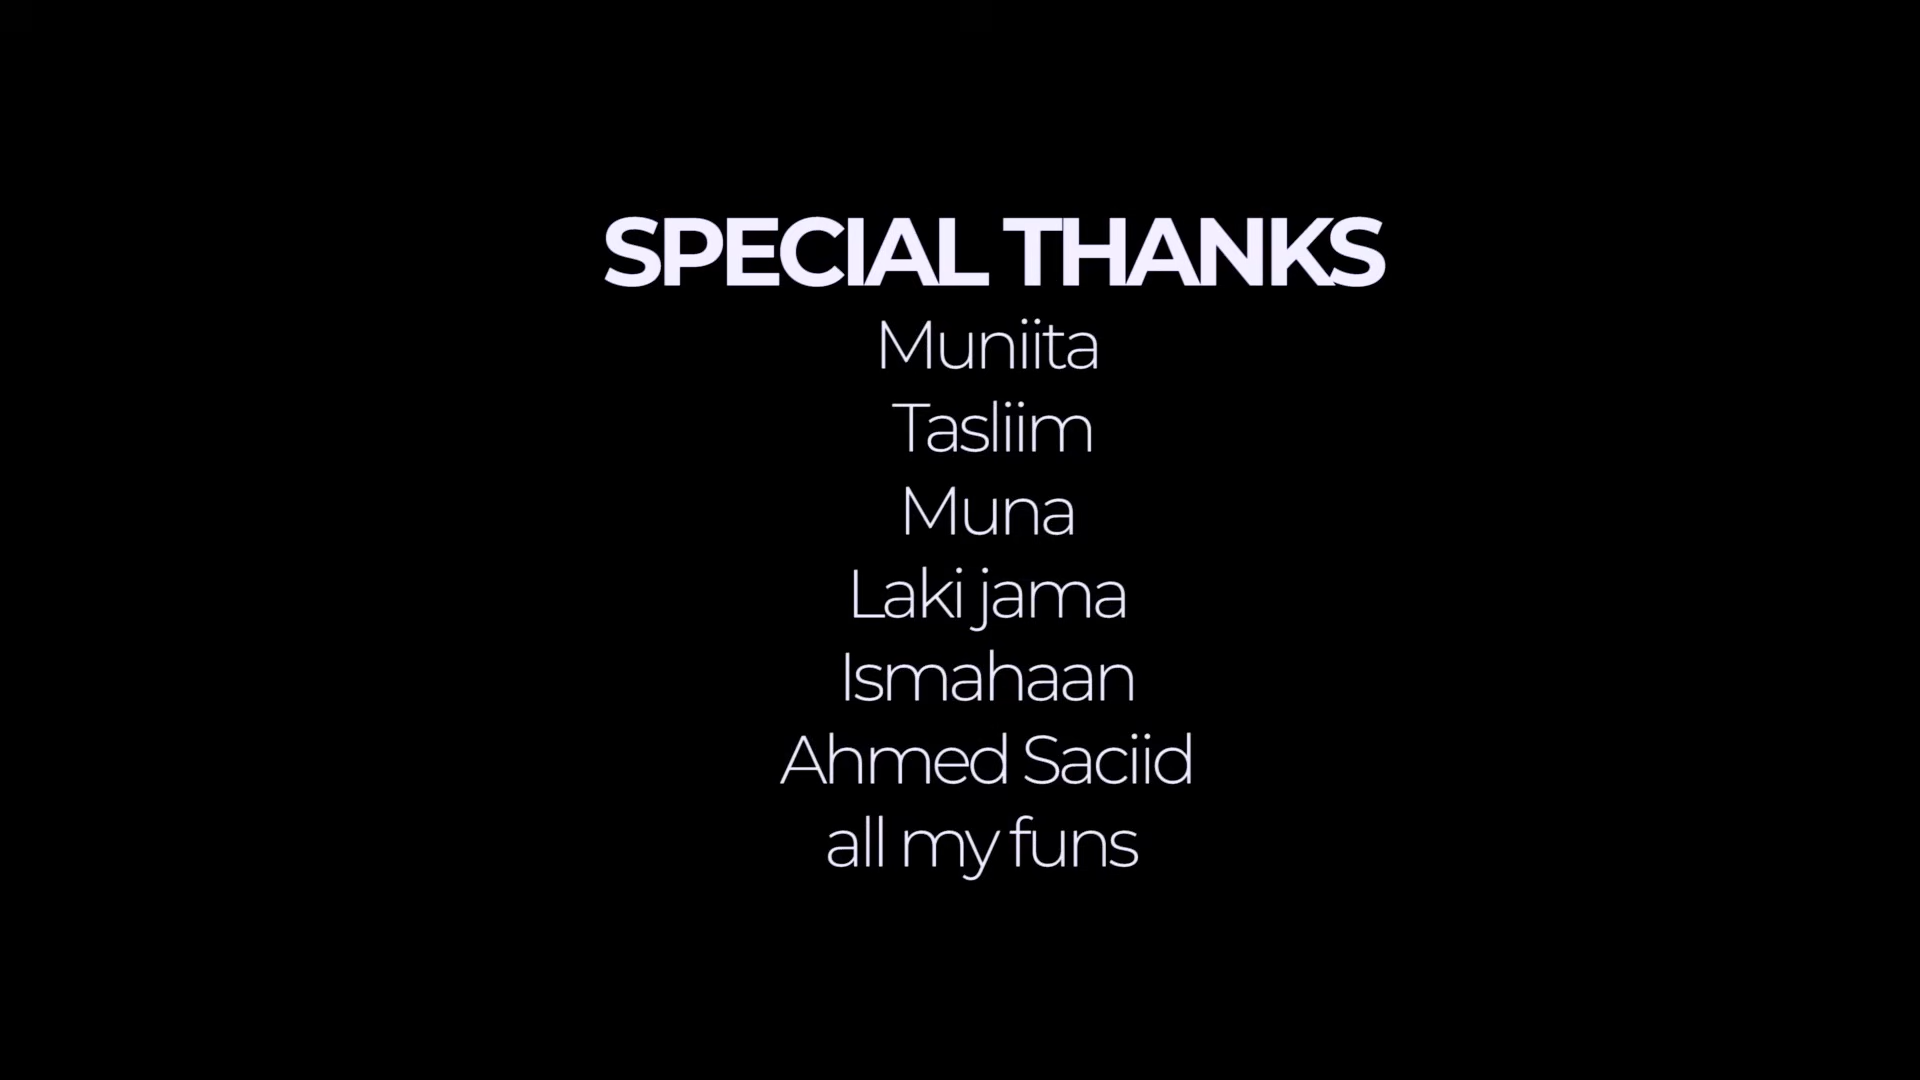 SPECIAL THANKS
Muniita
Tasliim
Muna
Laki jama
Ismahaan
Ahmed Saciid
all my funs